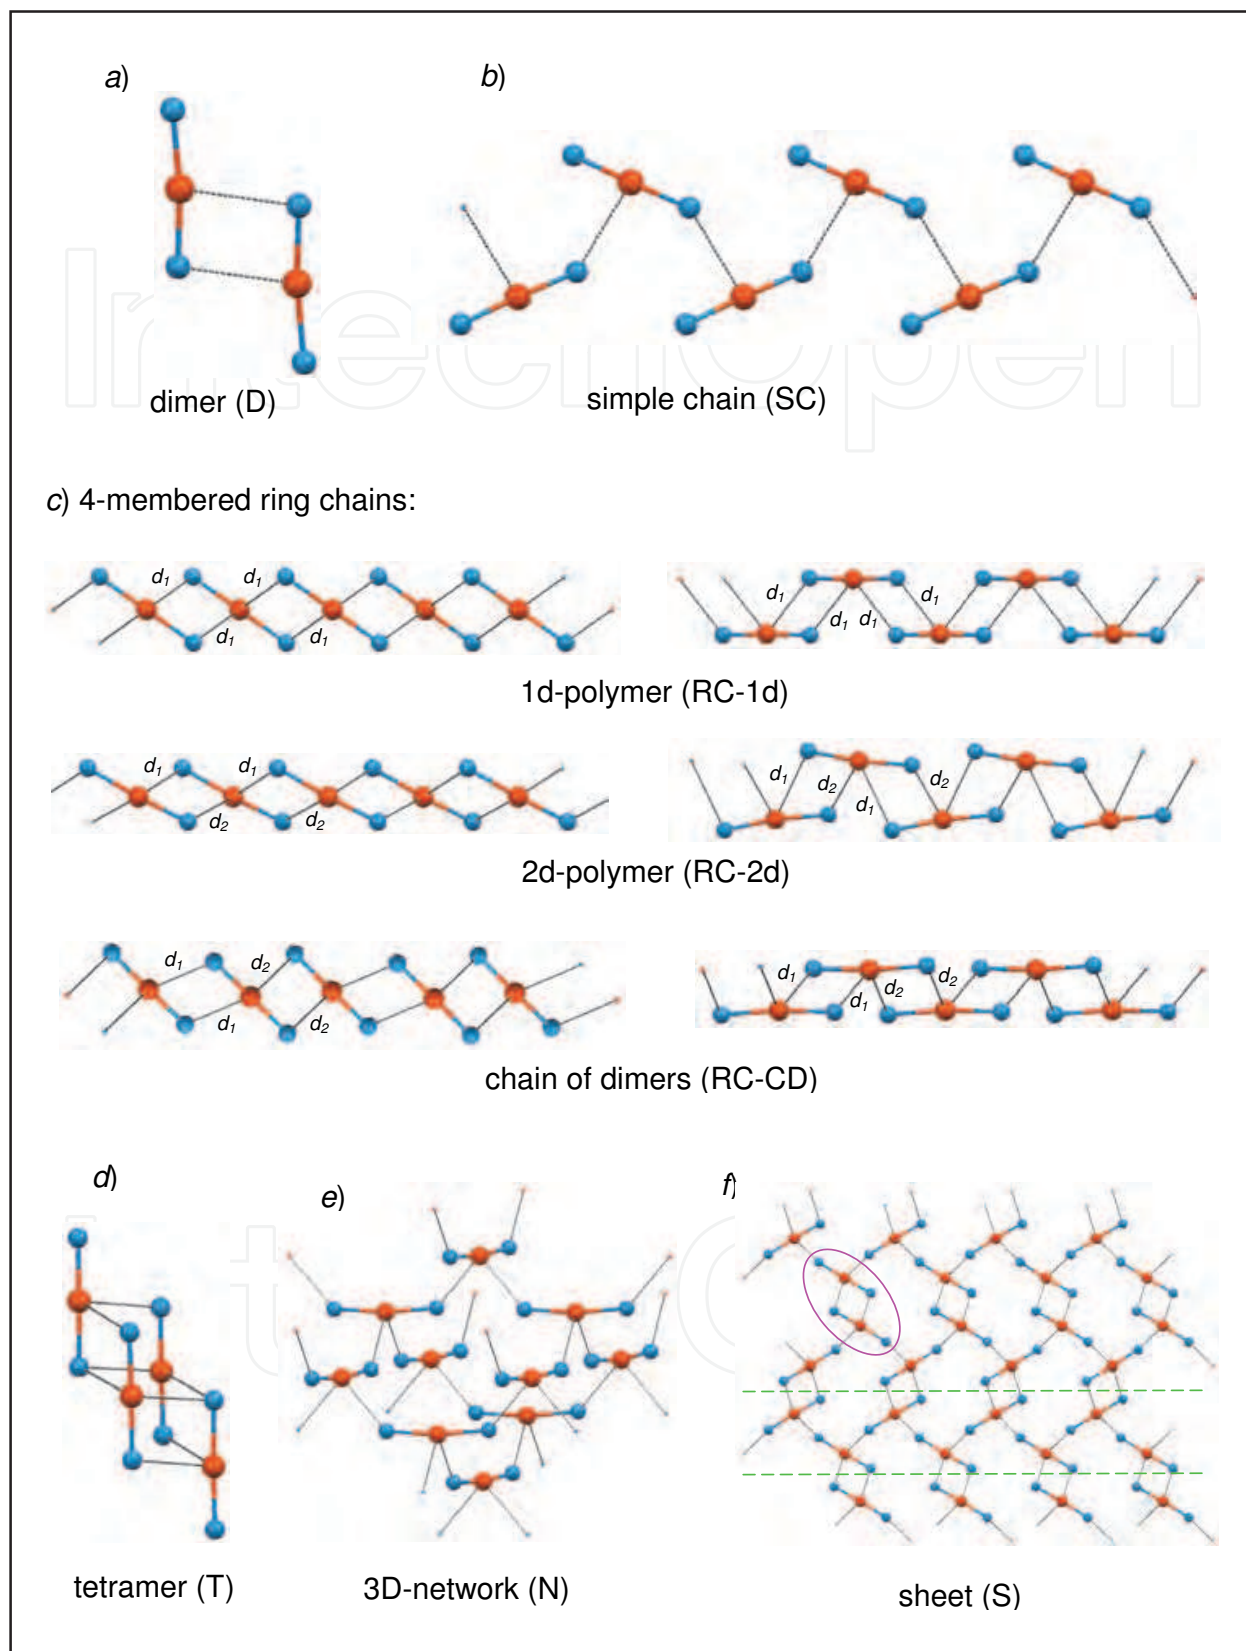 a)
b)
dimer (D)
simple chain (SC)
c) 4-membered ring chains:
d1 d1
d1 d1
d1 d1
d1 d1
1d-polymer (RC-1d)
d1 d1
d2 d2
d1 d2 d2
d1
2d-polymer (RC-2d)
d1 d2
d1 d2
d1 d2
d1 d2
chain of dimers (RC-CD)
d)
e)
f)
tetramer (T)
3D-network (N)
sheet (S)
IntechOpen